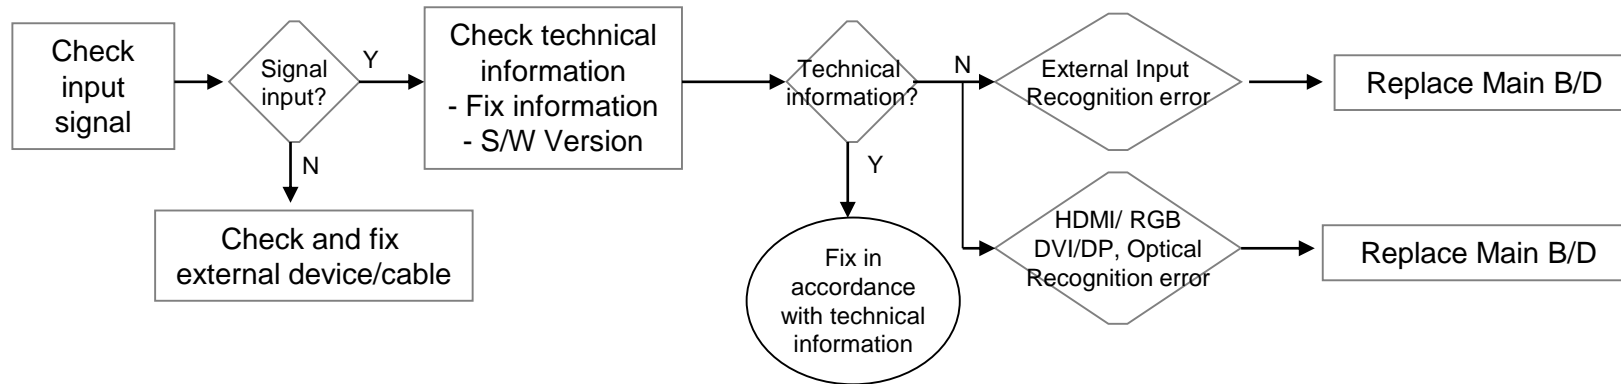 Check
input
signal
Signal
input?
Y
N
Check and fix
external device/cable
Check technical
information
- Fix information
- S/W Version
Technical
information?
N
Y
Fix in
accordance
with technical
information
External Input
Recognition error
Replace Main B/D
HDMI/ RGB
DVI/DP, Optical
Recognition error
Replace Main B/D